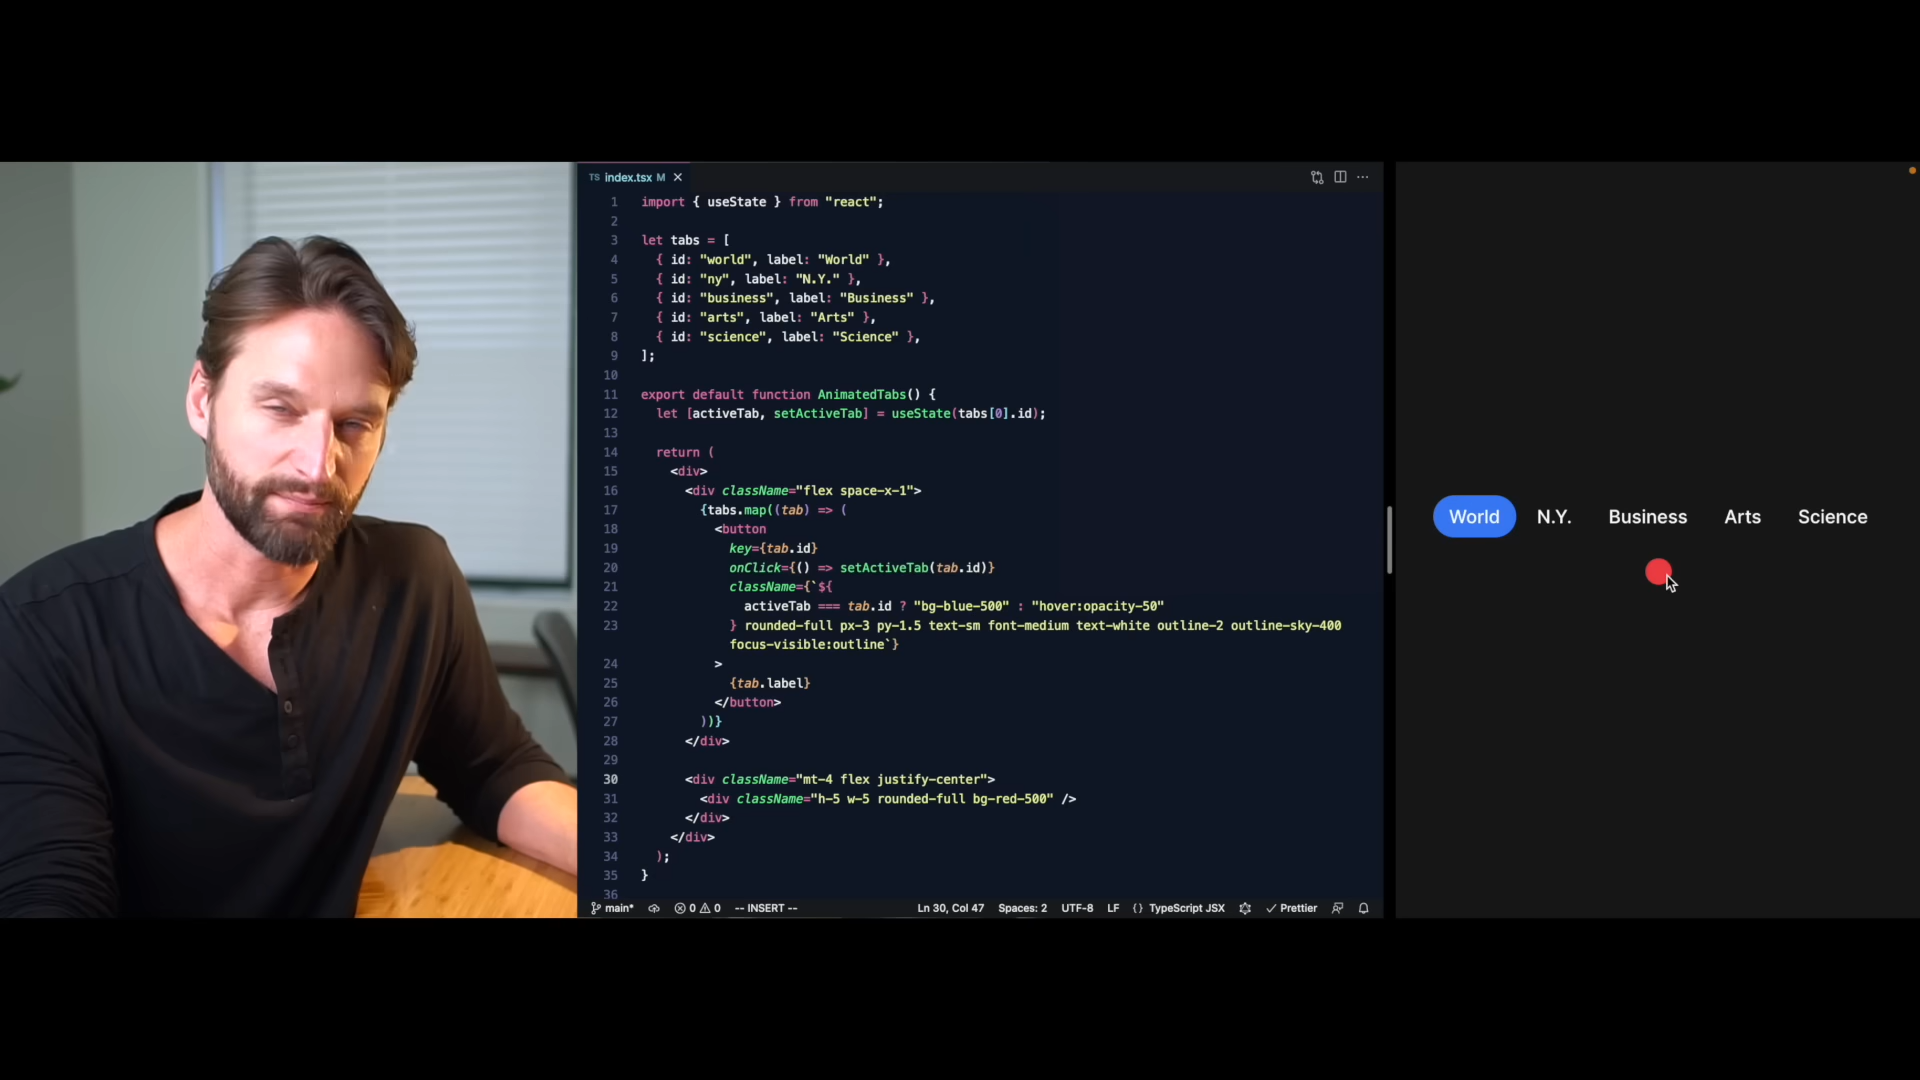 TS index.tsx M
1 import { useState } from "react";
2
3 let tabs = [
4 { id: "world", label: "World" },
5 { id: "ny", label: "N.Y." },
6 { id: "business", label: "Business" },
7 { id: "arts", label: "Arts" },
8 { id: "science", label: "Science" },
9 ];
10
11 export default function AnimatedTabs() {
12 let [activeTab, setActiveTab] = useState(tabs[0].id);
13
14 return (
15 <div>
16 <div className="flex space-x-1">
17 {tabs.map((tab) => (
18 <button
19 key={tab.id}
20 onClick={() => setActiveTab(tab.id)}
21 className={`${
22 activeTab === tab.id ? "bg-blue-500" : "hover:opacity-50"
23 } rounded-full px-3 py-1.5 text-sm font-medium text-white outline-2 outline-sky-400
focus-visible:outline`}
24 >
25 {tab.label}
26 </button>
27 ))}
28 </div>
29
30 <div className="mt-4 flex justify-center">
31 <div className="h-5 w-5 rounded-full bg-red-500" />
32 </div>
33 </div>
34 );
35 }
36
main* 0 0 -- INSERT -- Ln 30, Col 47 Spaces: 2 UTF-8 LF {} TypeScript JSX Prettier
World N.Y. Business Arts Science